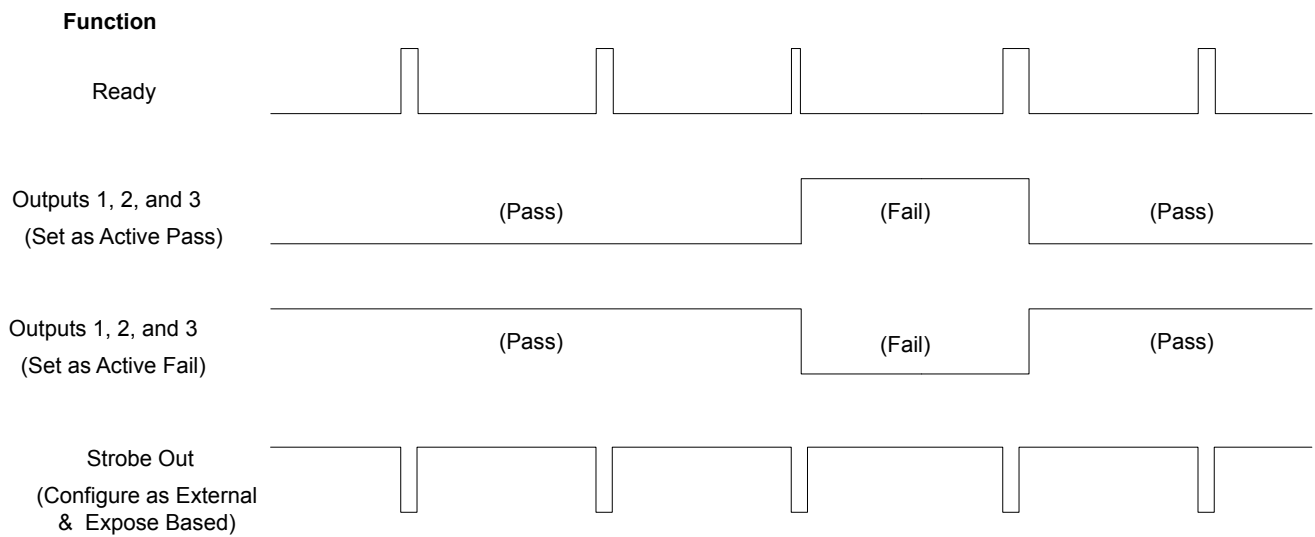 Function
Ready
Outputs 1, 2, and 3
(Set as Active Pass)
(Pass)
(Fail)
(Pass)
Outputs 1, 2, and 3
(Set as Active Fail)
(Pass)
(Fail)
(Pass)
Strobe Out
(Configure as External
& Expose Based)